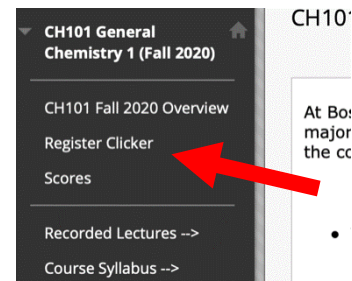 CH101 General
Chemistry 1 (Fall 2020)
CH101 Fall 2020 Overview
Register Clicker
Scores
Recorded Lectures -->
Course Syllabus -->
CH101
At Bos
major
the co